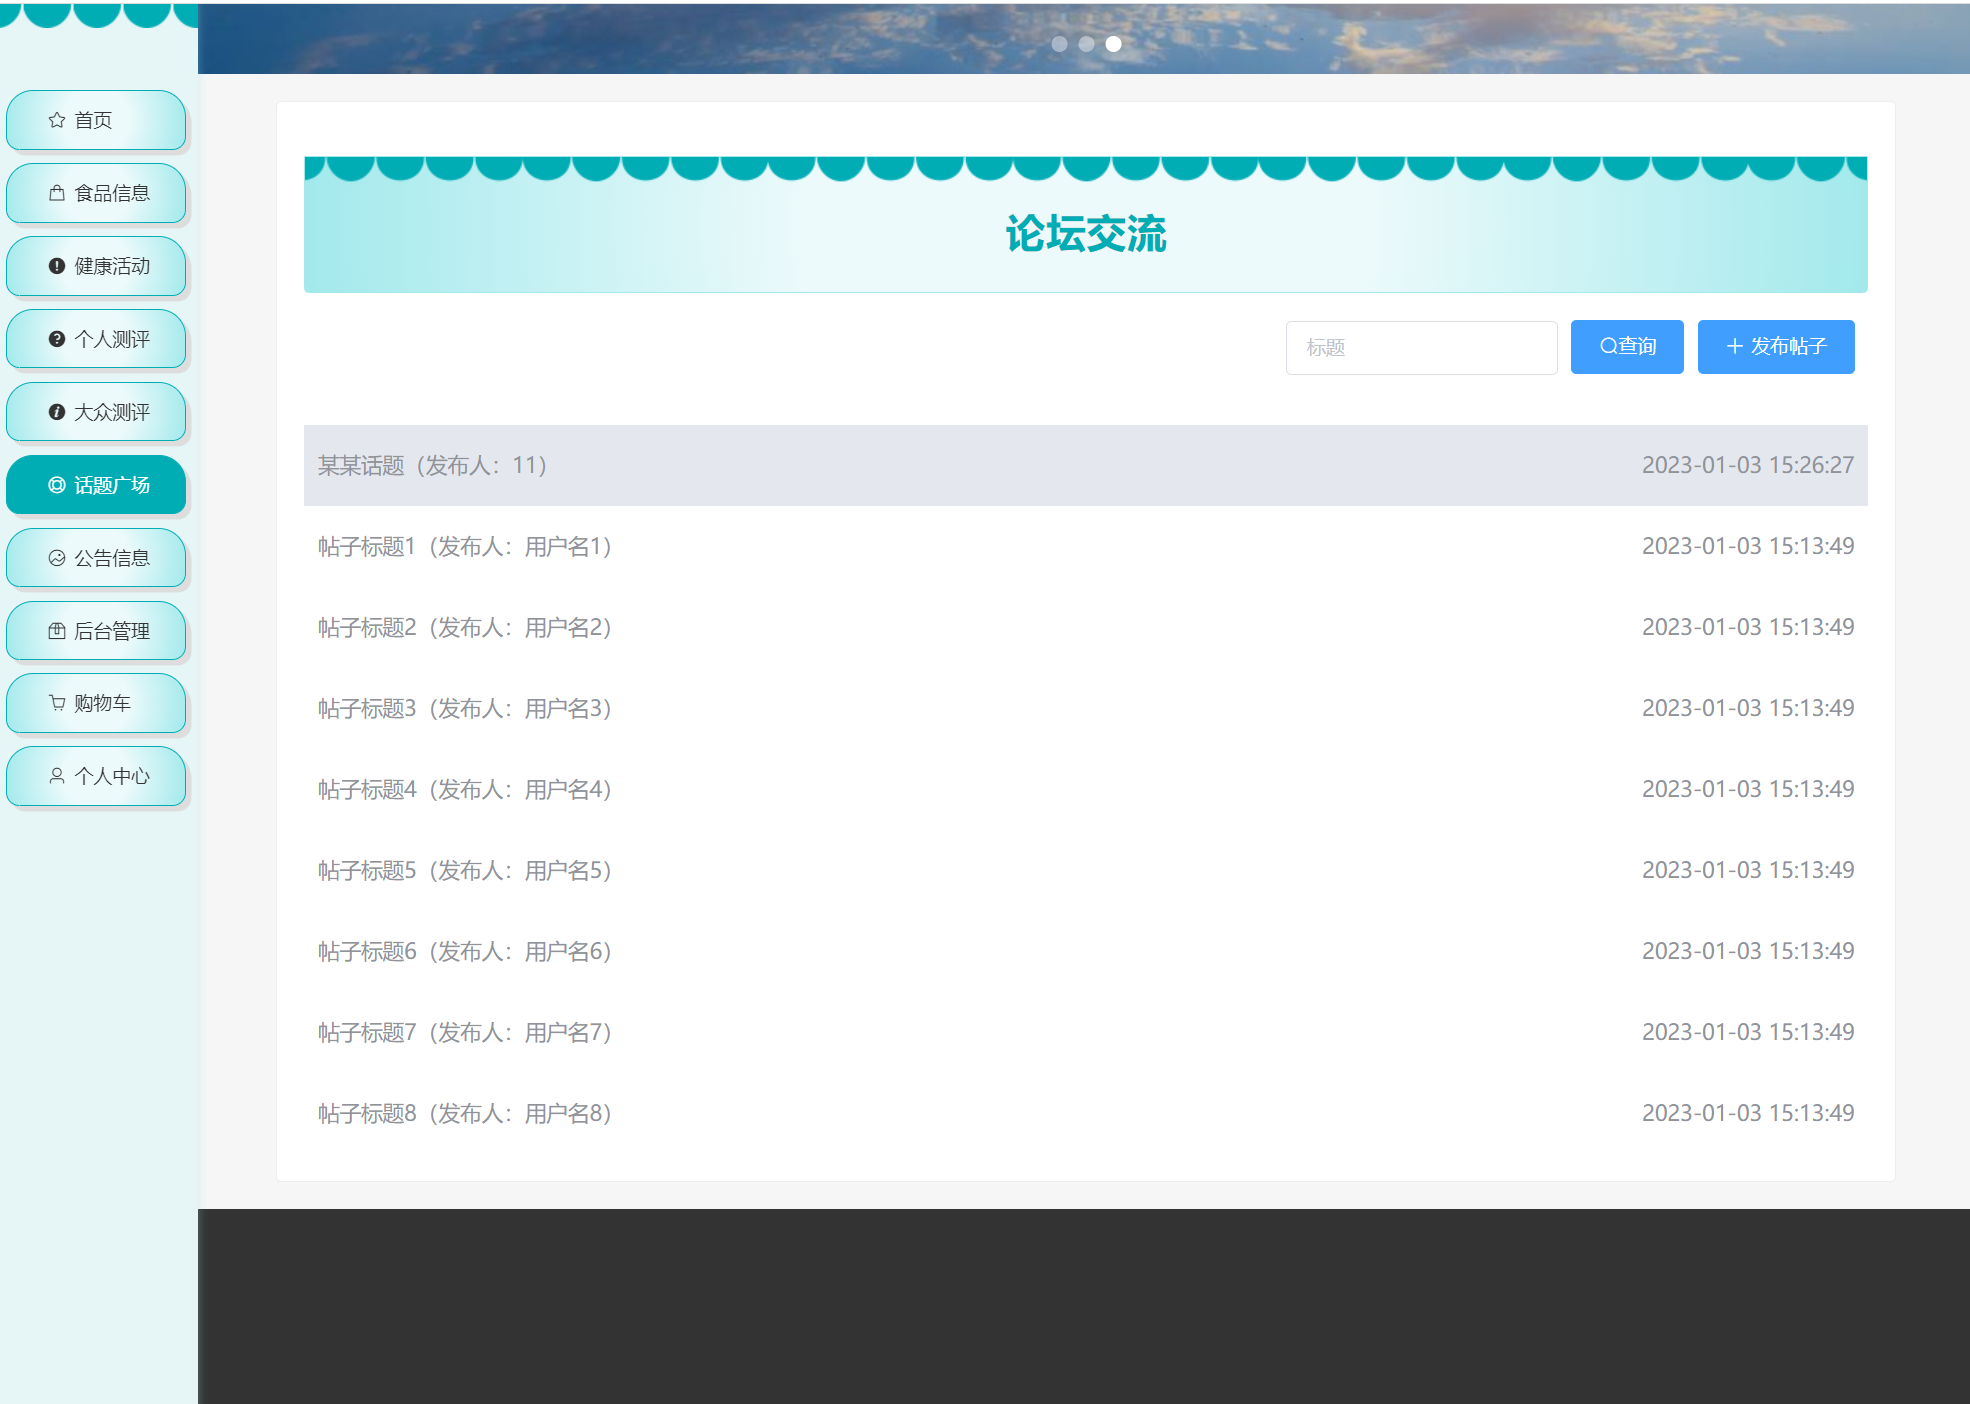 首页
食品信息
健康活动
个人测评
大众测评
话题广场
公告信息
后台管理
购物车
个人中心
论坛交流
标题 查询 发布帖子
某某话题（发布人：11） 2023-01-03 15:26:27
帖子标题1（发布人：用户名1） 2023-01-03 15:13:49
帖子标题2（发布人：用户名2） 2023-01-03 15:13:49
帖子标题3（发布人：用户名3） 2023-01-03 15:13:49
帖子标题4（发布人：用户名4） 2023-01-03 15:13:49
帖子标题5（发布人：用户名5） 2023-01-03 15:13:49
帖子标题6（发布人：用户名6） 2023-01-03 15:13:49
帖子标题7（发布人：用户名7） 2023-01-03 15:13:49
帖子标题8（发布人：用户名8） 2023-01-03 15:13:49